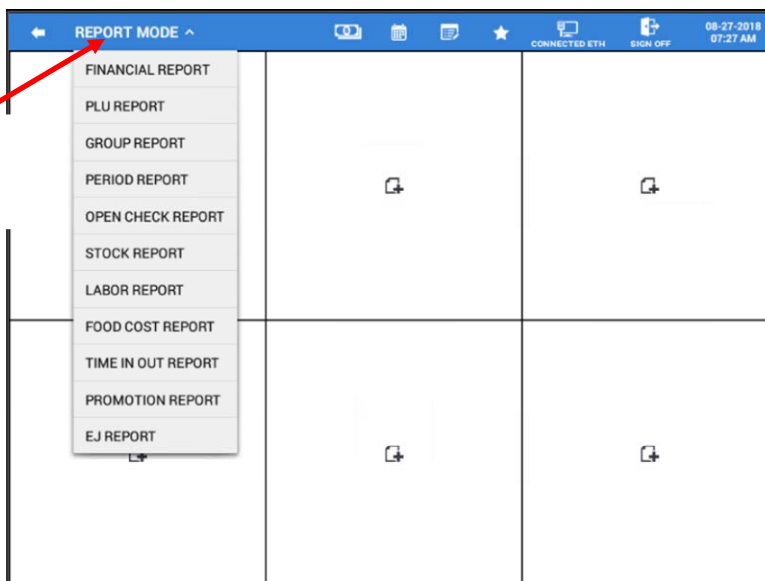 REPORT MODE
CONNECTED ETH
SIGN OFF
08-27-2018
07:27 AM
FINANCIAL REPORT
PLU REPORT
GROUP REPORT
PERIOD REPORT
OPEN CHECK REPORT
STOCK REPORT
LABOR REPORT
FOOD COST REPORT
TIME IN OUT REPORT
PROMOTION REPORT
EJ REPORT